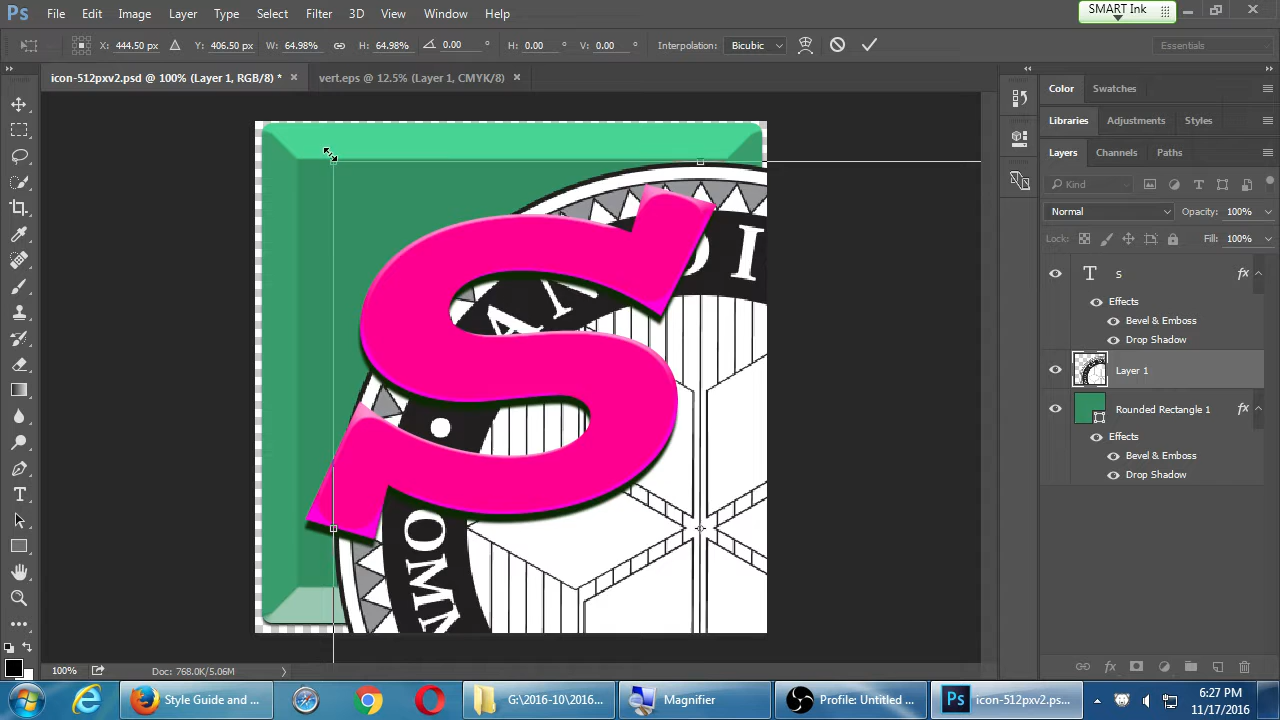 Ps File Edit Image Layer Type Select Filter 3D View Window Help
SMART Ink
X: 444.50 px Y: 406.50 px W: 64.98% H: 64.98% 0.00 ° H: 0.00 ° V: 0.00 ° Interpolation: Bicubic Essentials
icon-512pxv2.psd @ 100% (Layer 1, RGB/8) * × vert.eps @ 12.5% (Layer 1, CMYK/8) ×
Color Swatches
Libraries Adjustments Styles
Layers Channels Paths
Kind
Normal Opacity: 100%
Lock: Fill: 100%
T S fx
Effects
Bevel & Emboss
Drop Shadow
Layer 1
Rounded Rectangle 1 fx
Effects
Bevel & Emboss
Drop Shadow
S
100% Doc: 768.0K/5.06M
Style Guide and ... G:\2016-10\2016... Magnifier Profile: Untitled ... Ps icon-512pxv2.psd ...
6:27 PM
11/17/2016